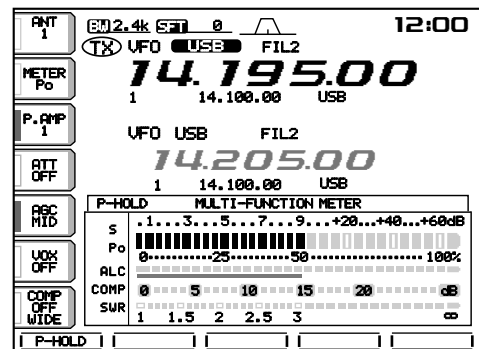 ANT
1
BW 2.4k SFT 0
12:00
TX VFO USB FIL2
METER
Po
14.195.00
1 14.100.00 USB
P.AMP
1
VFO USB FIL2
ATT
OFF
14.205.00
1 14.100.00 USB
AGC
MID
P-HOLD MULTI-FUNCTION METER
S .1...3...5...7...9...+20...+40...+60dB
VOX
OFF
Po
0..........25..........50...................... 100%
ALC
COMP
OFF
WIDE
COMP 0 5 10 15 20 dB
SWR
1 1.5 2 2.5 3 ∞
P-HOLD